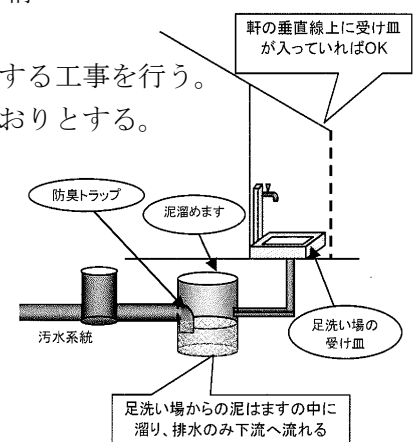 軒の垂直線上に受け皿
が入っていればOK
する工事を行う。
おりとする。
防臭トラップ
泥溜めます
足洗い場の
受け皿
汚水系統
足洗い場からの泥はますの中に
溜り、排水のみ下流へ流れる